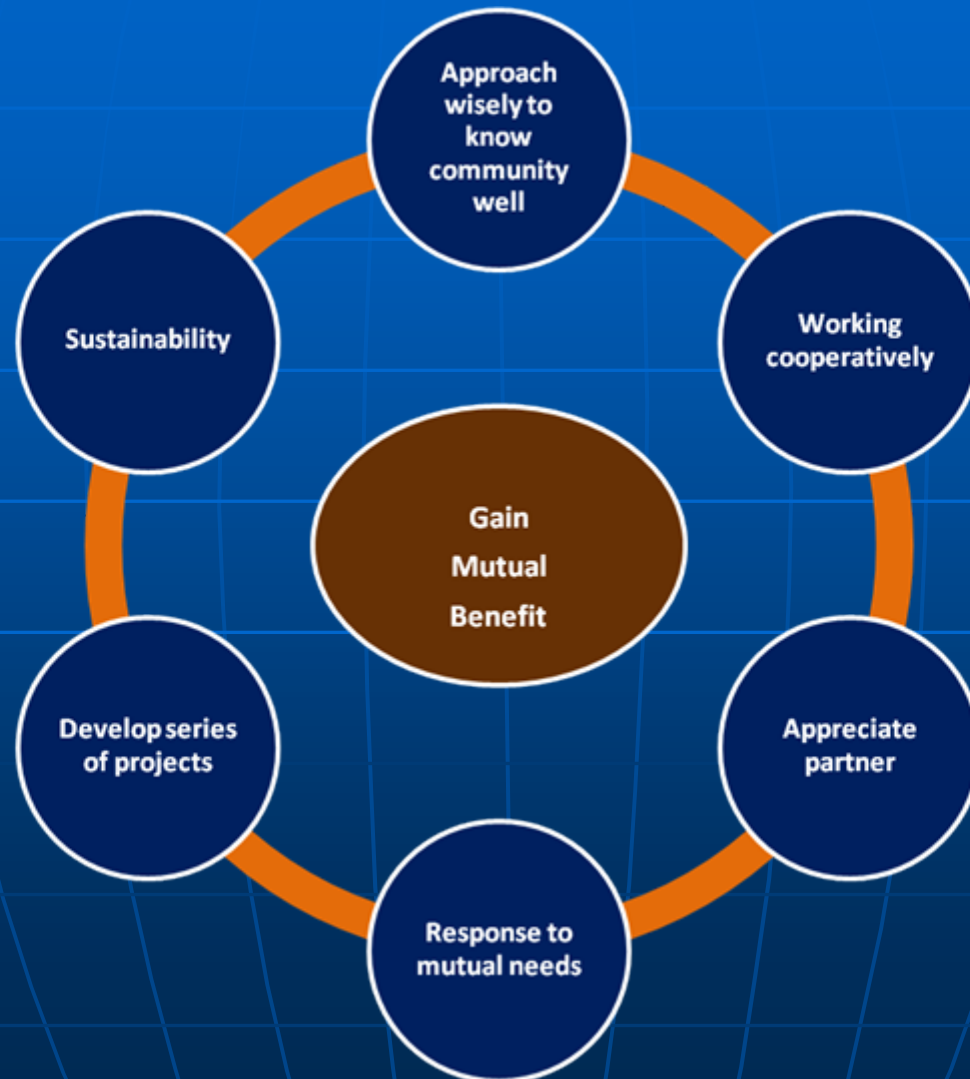 Approach
wisely to
know
community
well
Working
cooperatively
Appreciate
partner
Response to
mutual needs
Develop series
of projects
Sustainability
Gain
Mutual
Benefit